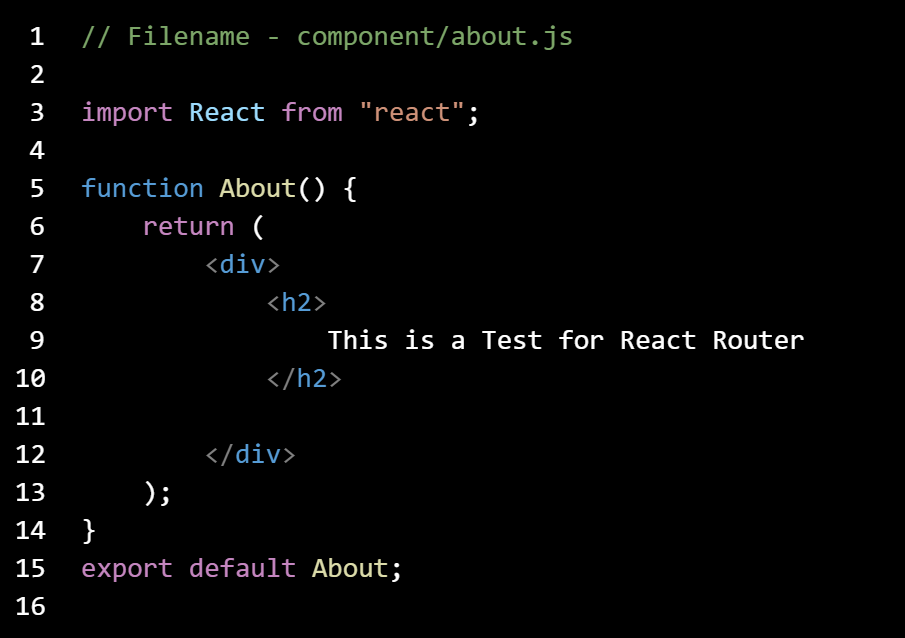 1 // Filename - component/about.js
2
3 import React from "react";
4
5 function About() {
6     return (
7         <div>
8             <h2>
9                 This is a Test for React Router
10             </h2>
11
12         </div>
13     );
14 }
15 export default About;
16